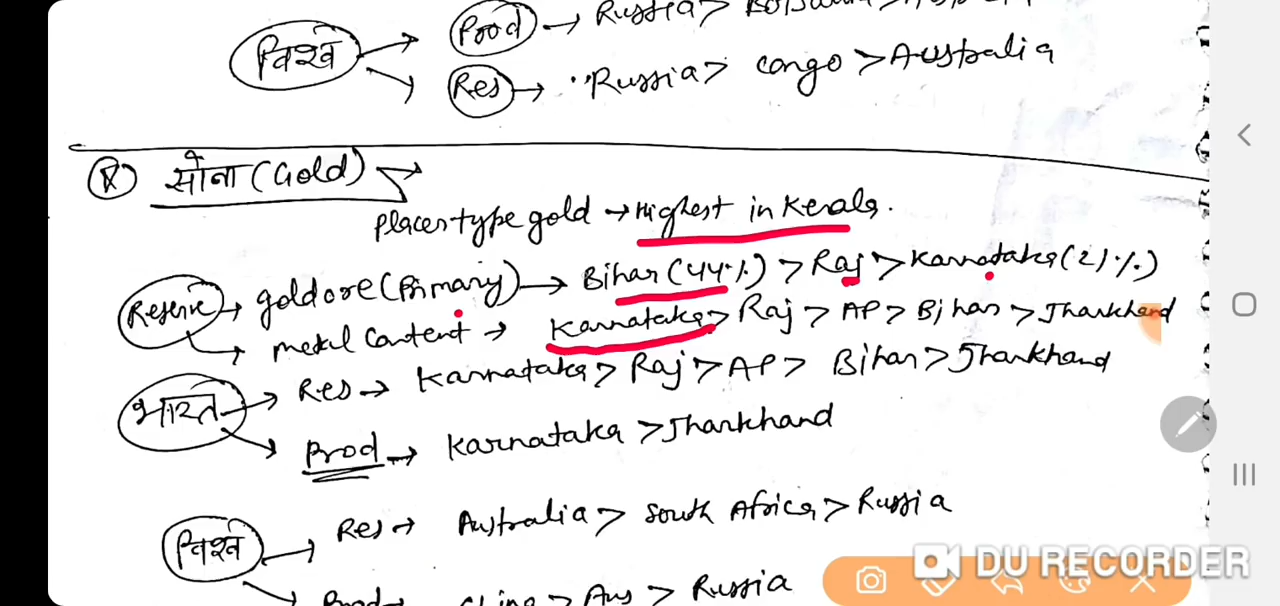 विश्व → Prod → Russia >
→ Res → Russia > Congo > Australia
सोना (Gold) →
Placer type gold → Highest in Kerala.
Reserve → gold ore (Primary) → Bihar (44%) > Raj > Karnataka (21%)
→ metal content → Karnataka > Raj > AP > Bihar > Jharkhand
भारत → Res → Karnataka > Raj > AP > Bihar > Jharkhand
→ Prod → Karnataka > Jharkhand
विश्व → Res → Australia > South Africa > Russia
→ Prod → China > Aus > Russia
DU RECORDER